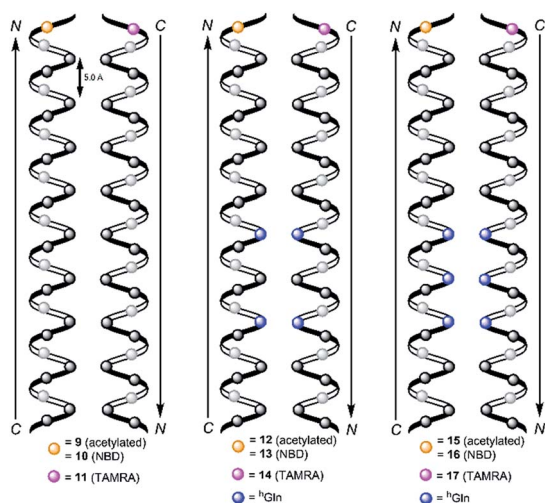 N C N C N C
5.0 A
C N C N C N
= 9 (acetylated)
= 10 (NBD)
= 11 (TAMRA)
= 12 (acetylated)
= 13 (NBD)
= 14 (TAMRA)
= hGln
= 15 (acetylated)
= 16 (NBD)
= 17 (TAMRA)
= hGln